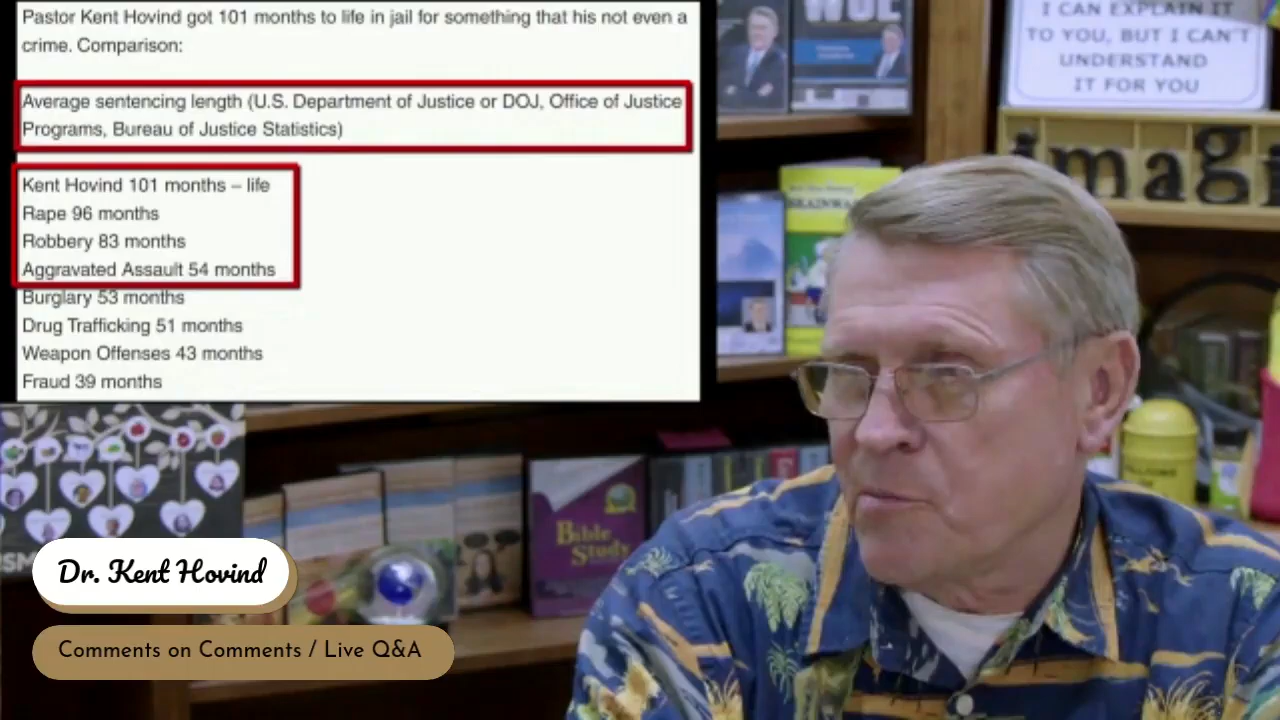 Pastor Kent Hovind got 101 months to life in jail for something that his not even a
crime. Comparison:
Average sentencing length (U.S. Department of Justice or DOJ, Office of Justice
Programs, Bureau of Justice Statistics)
Kent Hovind 101 months – life
Rape 96 months
Robbery 83 months
Aggravated Assault 54 months
Burglary 53 months
Drug Trafficking 51 months
Weapon Offenses 43 months
Fraud 39 months
I CAN EXPLAIN IT
TO YOU, BUT I CAN'T
UNDERSTAND
IT FOR YOU
imagi
Bible
Study
Dr. Kent Hovind
Comments on Comments / Live Q&A